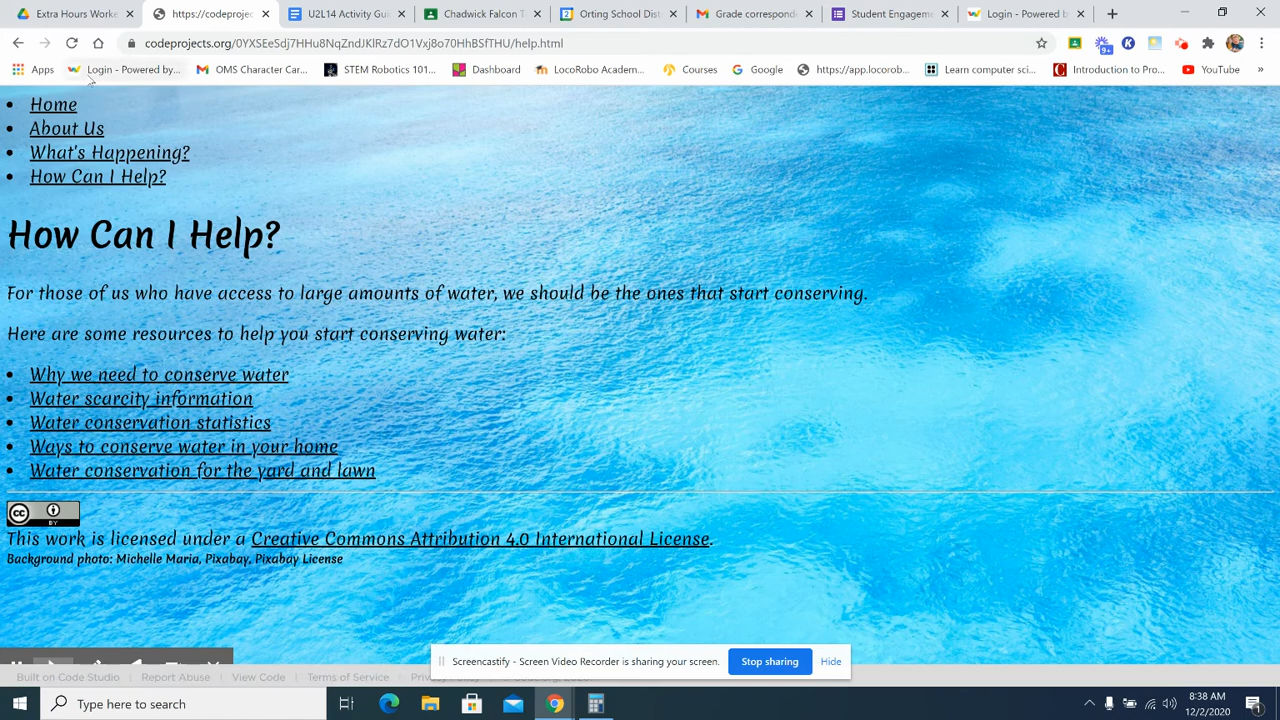 Extra Hours Worke
https://codeprojec
U2L14 Activity Gui
Chadwick Falcon T
Orting School Dist
Grade correspond
Student Engageme
Login - Powered by
codeprojects.org/0YXSEeSdj7HHu8NqZndJKlRz7dO1Vxj8o70HhBSfTHU/help.html
Apps
Login - Powered by...
OMS Character Car...
STEM Robotics 101...
Dashboard
LocoRobo Academ...
Courses
Google
https://app.locorob...
Learn computer sci...
Introduction to Pro...
YouTube
»
• Home
• About Us
• What's Happening?
• How Can I Help?
How Can I Help?
For those of us who have access to large amounts of water, we should be the ones that start conserving.
Here are some resources to help you start conserving water:
• Why we need to conserve water
• Water scarcity information
• Water conservation statistics
• Ways to conserve water in your home
• Water conservation for the yard and lawn
CC BY
This work is licensed under a Creative Commons Attribution 4.0 International License.
Background photo: Michelle Maria, Pixabay, Pixabay License
Screencastify - Screen Video Recorder is sharing your screen.
Stop sharing
Hide
Built on Code Studio | Report Abuse | View Code | Terms of Service
Type here to search
8:38 AM
12/2/2020